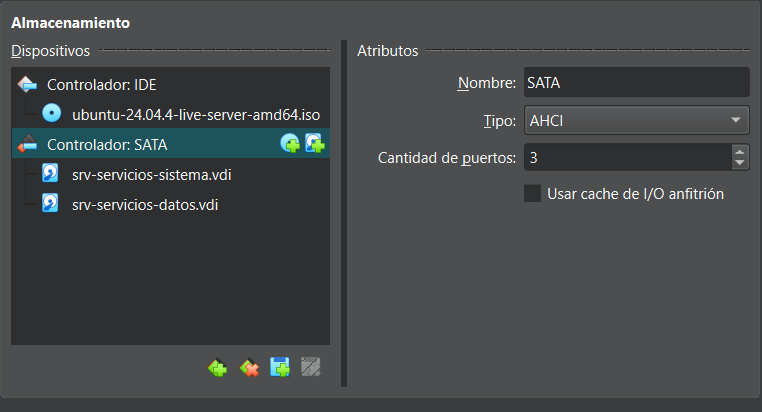 Almacenamiento
Dispositivos
Controlador: IDE
ubuntu-24.04.4-live-server-amd64.iso
Controlador: SATA
srv-servicios-sistema.vdi
srv-servicios-datos.vdi
Atributos
Nombre: SATA
Tipo: AHCI
Cantidad de puertos: 3
Usar cache de I/O anfitrión